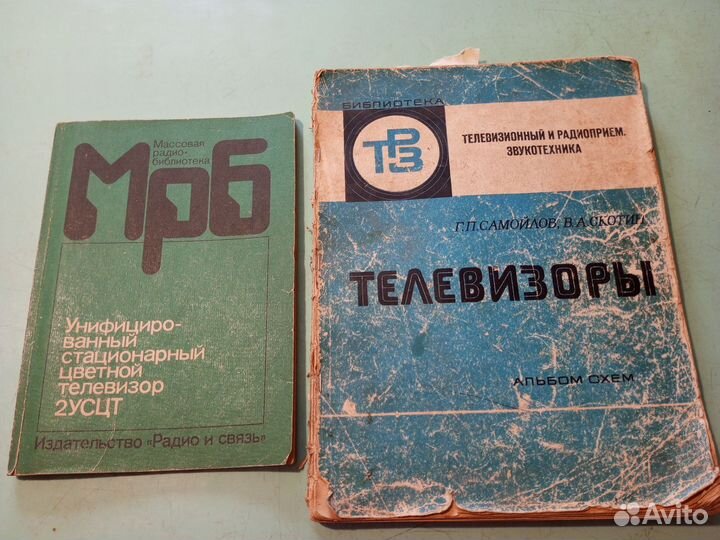 Массовая
радио-
библиотека
Мрб
Унифициро-
ванный
стационарный
цветной
телевизор
2УСЦТ
Издательство «Радио и связь»
БИБЛИОТЕКА
ТРЗ
ТЕЛЕВИЗИОННЫЙ И РАДИОПРИЕМ.
ЗВУКОТЕХНИКА
Г.П.САМОЙЛОВ, В.А.СКОТИН
ТЕЛЕВИЗОРЫ
АЛЬБОМ СХЕМ
Avito